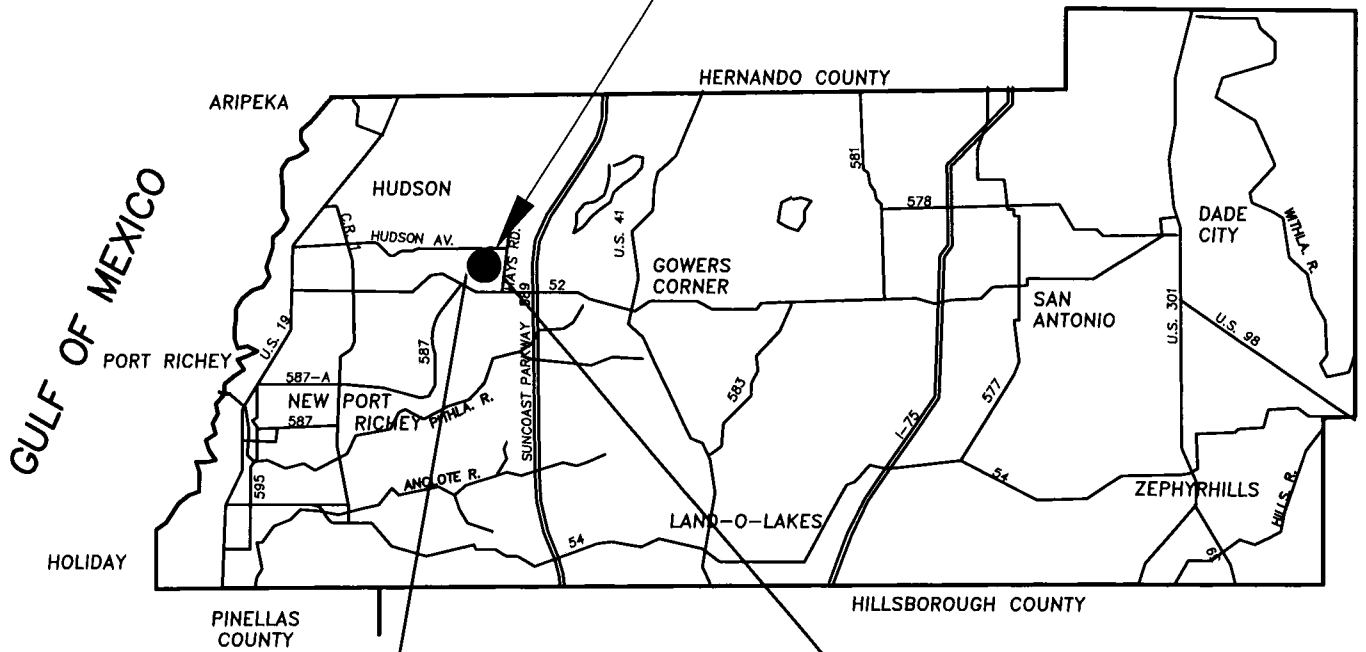 HERNANDO COUNTY
ARIPEKA
GULF OF MEXICO
HUDSON
C.R. 1
HUDSON AV.
HAYS RD.
U.S. 41
581
578
DADE
CITY
WITHLA. R.
GOWERS
CORNER
52
589
SAN
ANTONIO
U.S. 301
U.S. 98
U.S. 19
PORT RICHEY
587
SUNCOAST PARKWAY
587-A
NEW PORT
RICHEY
587
PITHLA. R.
583
577
I-75
595
ANCLOTE R.
54
ZEPHYRHILLS
HILLS. R.
LAND-O-LAKES
54
HOLIDAY
PINELLAS
COUNTY
HILLSBOROUGH COUNTY